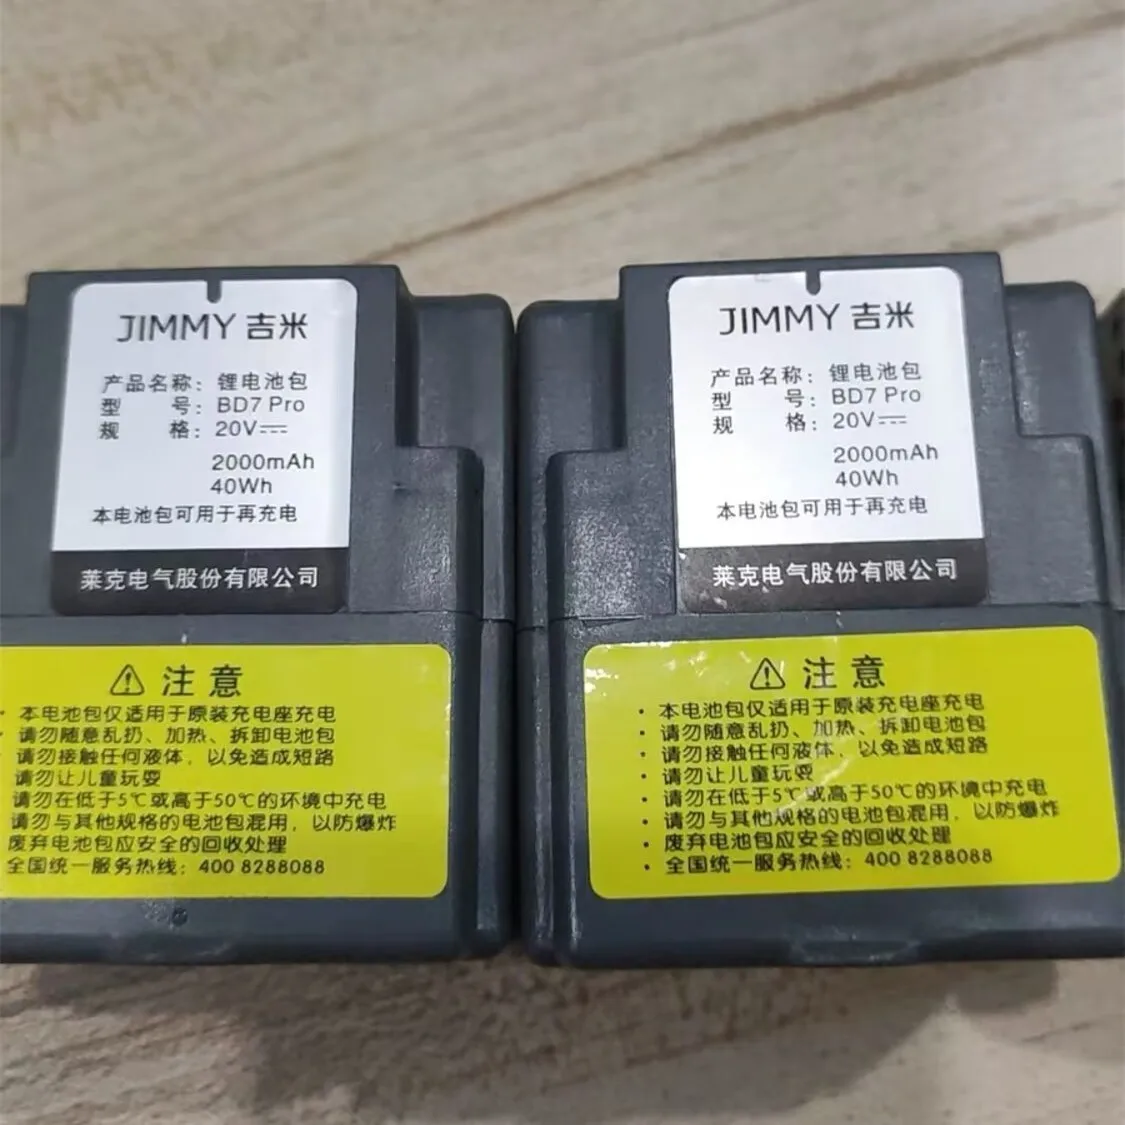 JIMMY 吉米
产品名称：锂电池包
型 号：BD7 Pro
规 格：20V⎓
2000mAh
40Wh
本电池包可用于再充电
莱克电气股份有限公司
⚠ 注意
· 本电池包仅适用于原装充电座充电
· 请勿随意乱扔、加热、拆卸电池包
请勿接触任何液体，以免造成短路
请勿让儿童玩耍
请勿在低于5℃或高于50℃的环境中充电
请勿与其他规格的电池包混用，以防爆炸
废弃电池包应安全的回收处理
全国统一服务热线：400 8288088
JIMMY 吉米
产品名称：锂电池包
型 号：BD7 Pro
规 格：20V⎓
2000mAh
40Wh
本电池包可用于再充电
莱克电气股份有限公司
⚠ 注意
· 本电池包仅适用于原装充电座充电
· 请勿随意乱扔、加热、拆卸电池包
· 请勿接触任何液体，以免造成短路
· 请勿让儿童玩耍
· 请勿在低于5℃或高于50℃的环境中充电
· 请勿与其他规格的电池包混用，以防爆炸
· 废弃电池包应安全的回收处理
· 全国统一服务热线：400 8288088